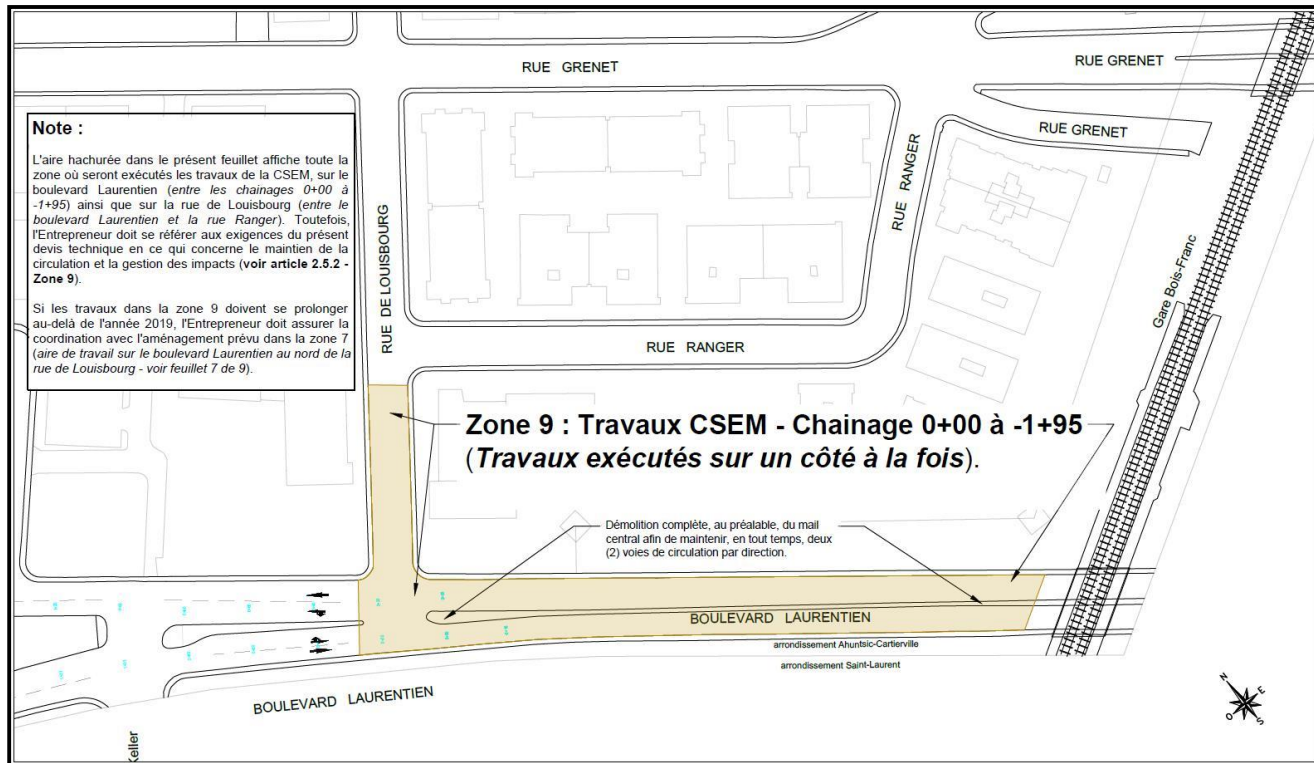 RUE GRENET
RUE GRENET
RUE GRENET
Note :
L'aire hachurée dans le présent feuillet affiche toute la
zone où seront exécutés les travaux de la CSEM, sur le
boulevard Laurentien (entre les chainages 0+00 à
-1+95) ainsi que sur la rue de Louisbourg (entre le
boulevard Laurentien et la rue Ranger). Toutefois,
l'Entrepreneur doit se référer aux exigences du présent
devis technique en ce qui concerne le maintien de la
circulation et la gestion des impacts (voir article 2.5.2 -
Zone 9).
Si les travaux dans la zone 9 doivent se prolonger
au-delà de l'année 2019, l'Entrepreneur doit assurer la
coordination avec l'aménagement prévu dans la zone 7
(aire de travail sur le boulevard Laurentien au nord de la
rue de Louisbourg - voir feuillet 7 de 9).
RUE DE LOUISBOURG
RUE RANGER
RUE RANGER
Gare Bois-Franc
Zone 9 : Travaux CSEM - Chainage 0+00 à -1+95
(Travaux exécutés sur un côté à la fois).
Démolition complète, au préalable, du mail
central afin de maintenir, en tout temps, deux
(2) voies de circulation par direction.
BOULEVARD LAURENTIEN
arrondissement Ahuntsic-Cartierville
arrondissement Saint-Laurent
BOULEVARD LAURENTIEN
Keller
N
E
S
O